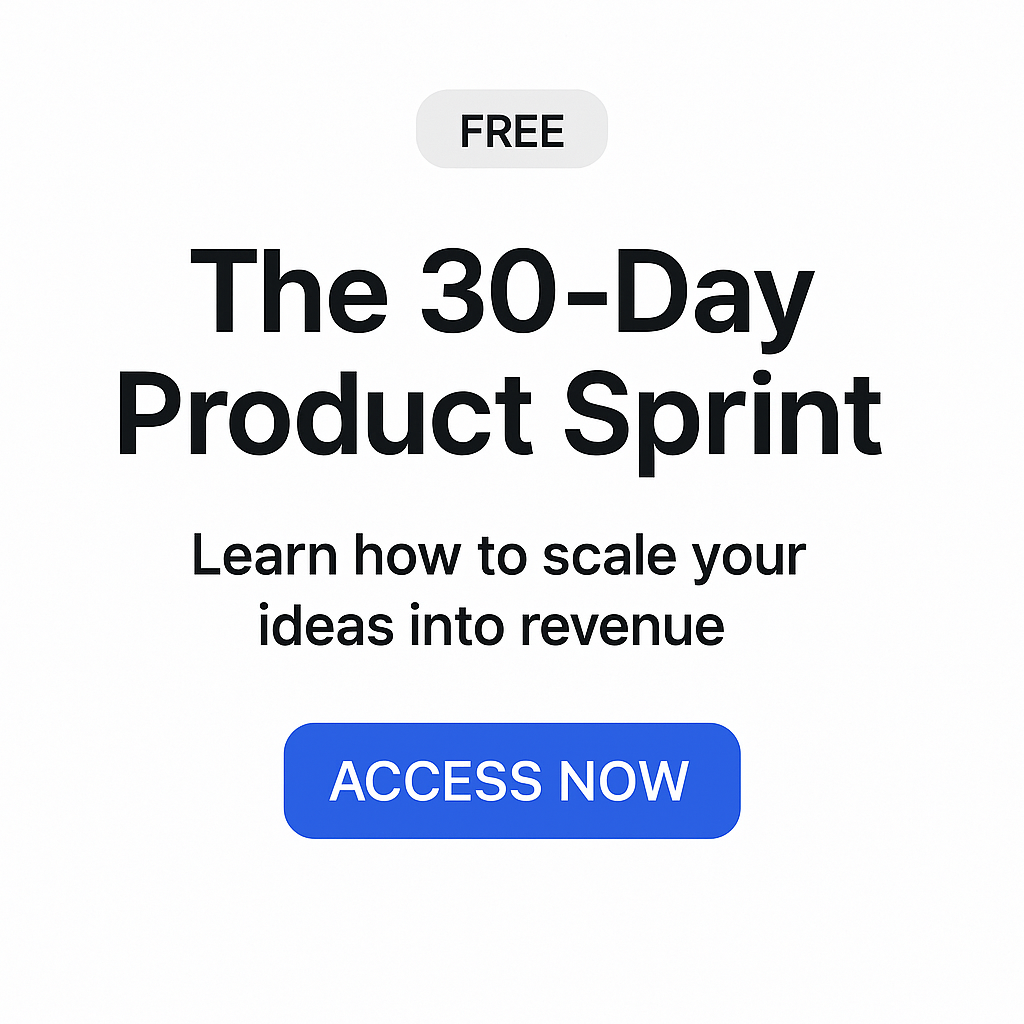 FREE
The 30-Day
Product Sprint
Learn how to scale your
ideas into revenue
ACCESS NOW